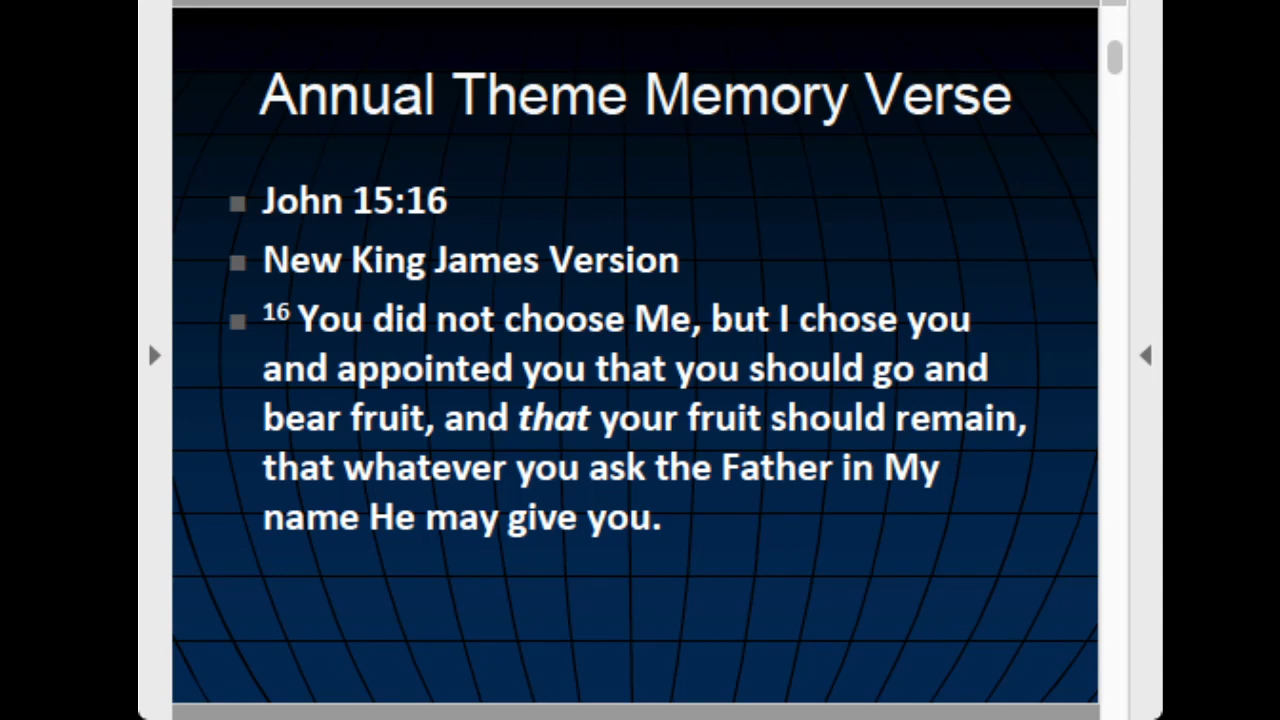 Annual Theme Memory Verse
John 15:16
New King James Version
16 You did not choose Me, but I chose you
and appointed you that you should go and
bear fruit, and that your fruit should remain,
that whatever you ask the Father in My
name He may give you.